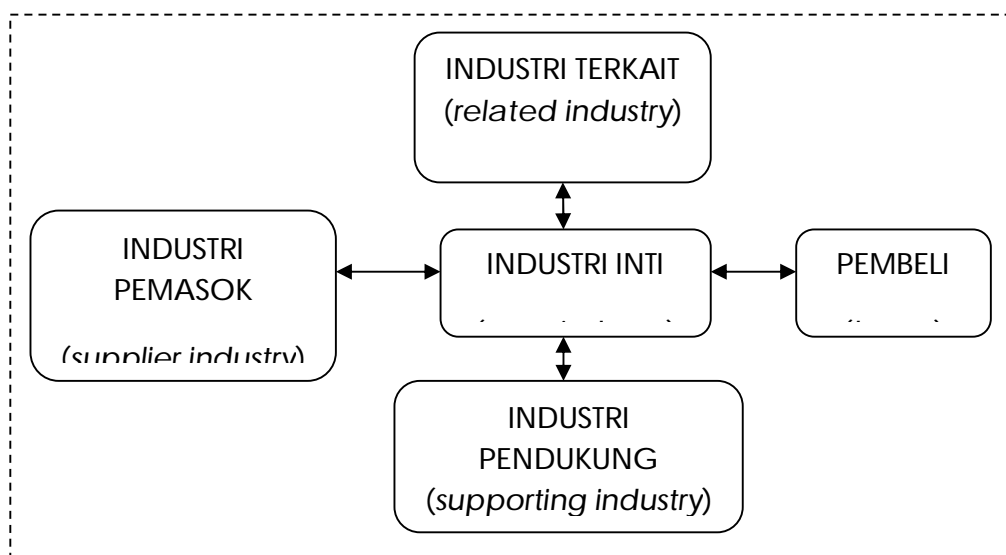 INDUSTRI TERKAIT
(related industry)
INDUSTRI
PEMASOK
(supplier industry)
INDUSTRI INTI
PEMBELI
INDUSTRI
PENDUKUNG
(supporting industry)